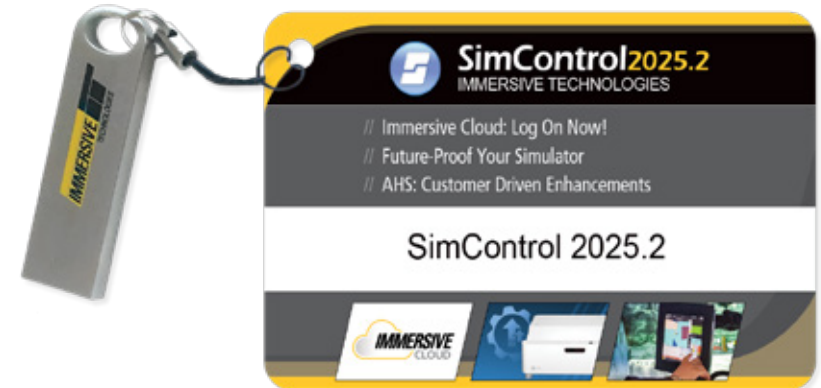 IMMERSIVE
TECHNOLOGIES
SimControl2025.2
IMMERSIVE TECHNOLOGIES
// Immersive Cloud: Log On Now!
// Future-Proof Your Simulator
// AHS: Customer Driven Enhancements
SimControl 2025.2
IMMERSIVE
CLOUD